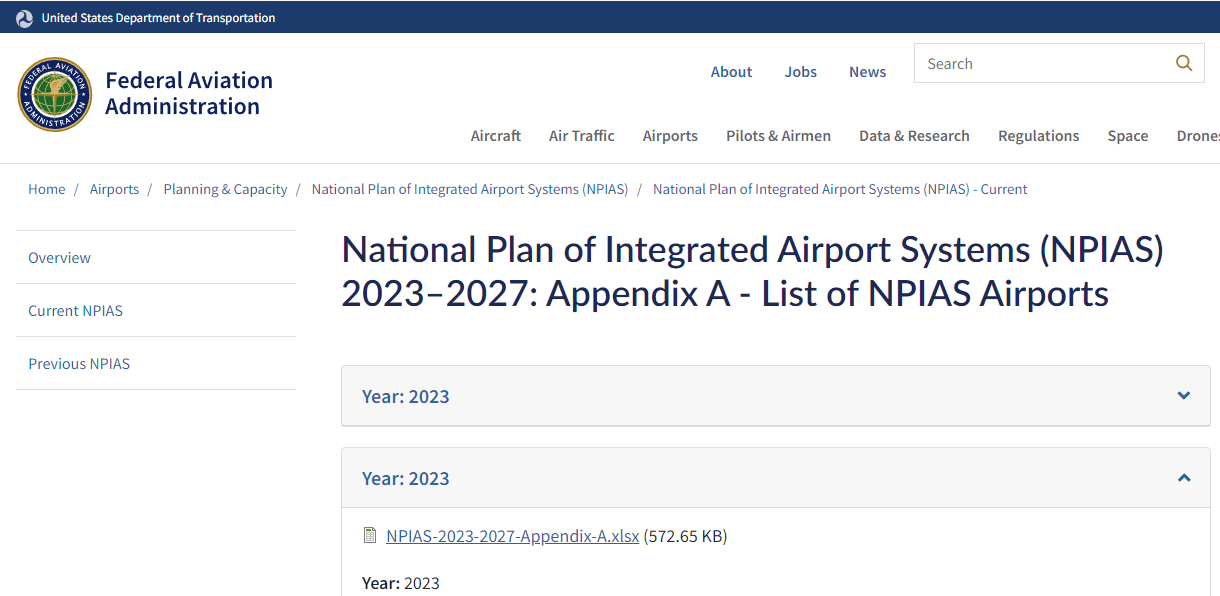 United States Department of Transportation
FEDERAL AVIATION ADMINISTRATION
Federal Aviation
Administration
About Jobs News Search
Aircraft Air Traffic Airports Pilots & Airmen Data & Research Regulations Space Drones
Home / Airports / Planning & Capacity / National Plan of Integrated Airport Systems (NPIAS) / National Plan of Integrated Airport Systems (NPIAS) - Current
Overview
Current NPIAS
Previous NPIAS
National Plan of Integrated Airport Systems (NPIAS)
2023–2027: Appendix A - List of NPIAS Airports
Year: 2023
Year: 2023
NPIAS-2023-2027-Appendix-A.xlsx (572.65 KB)
Year: 2023